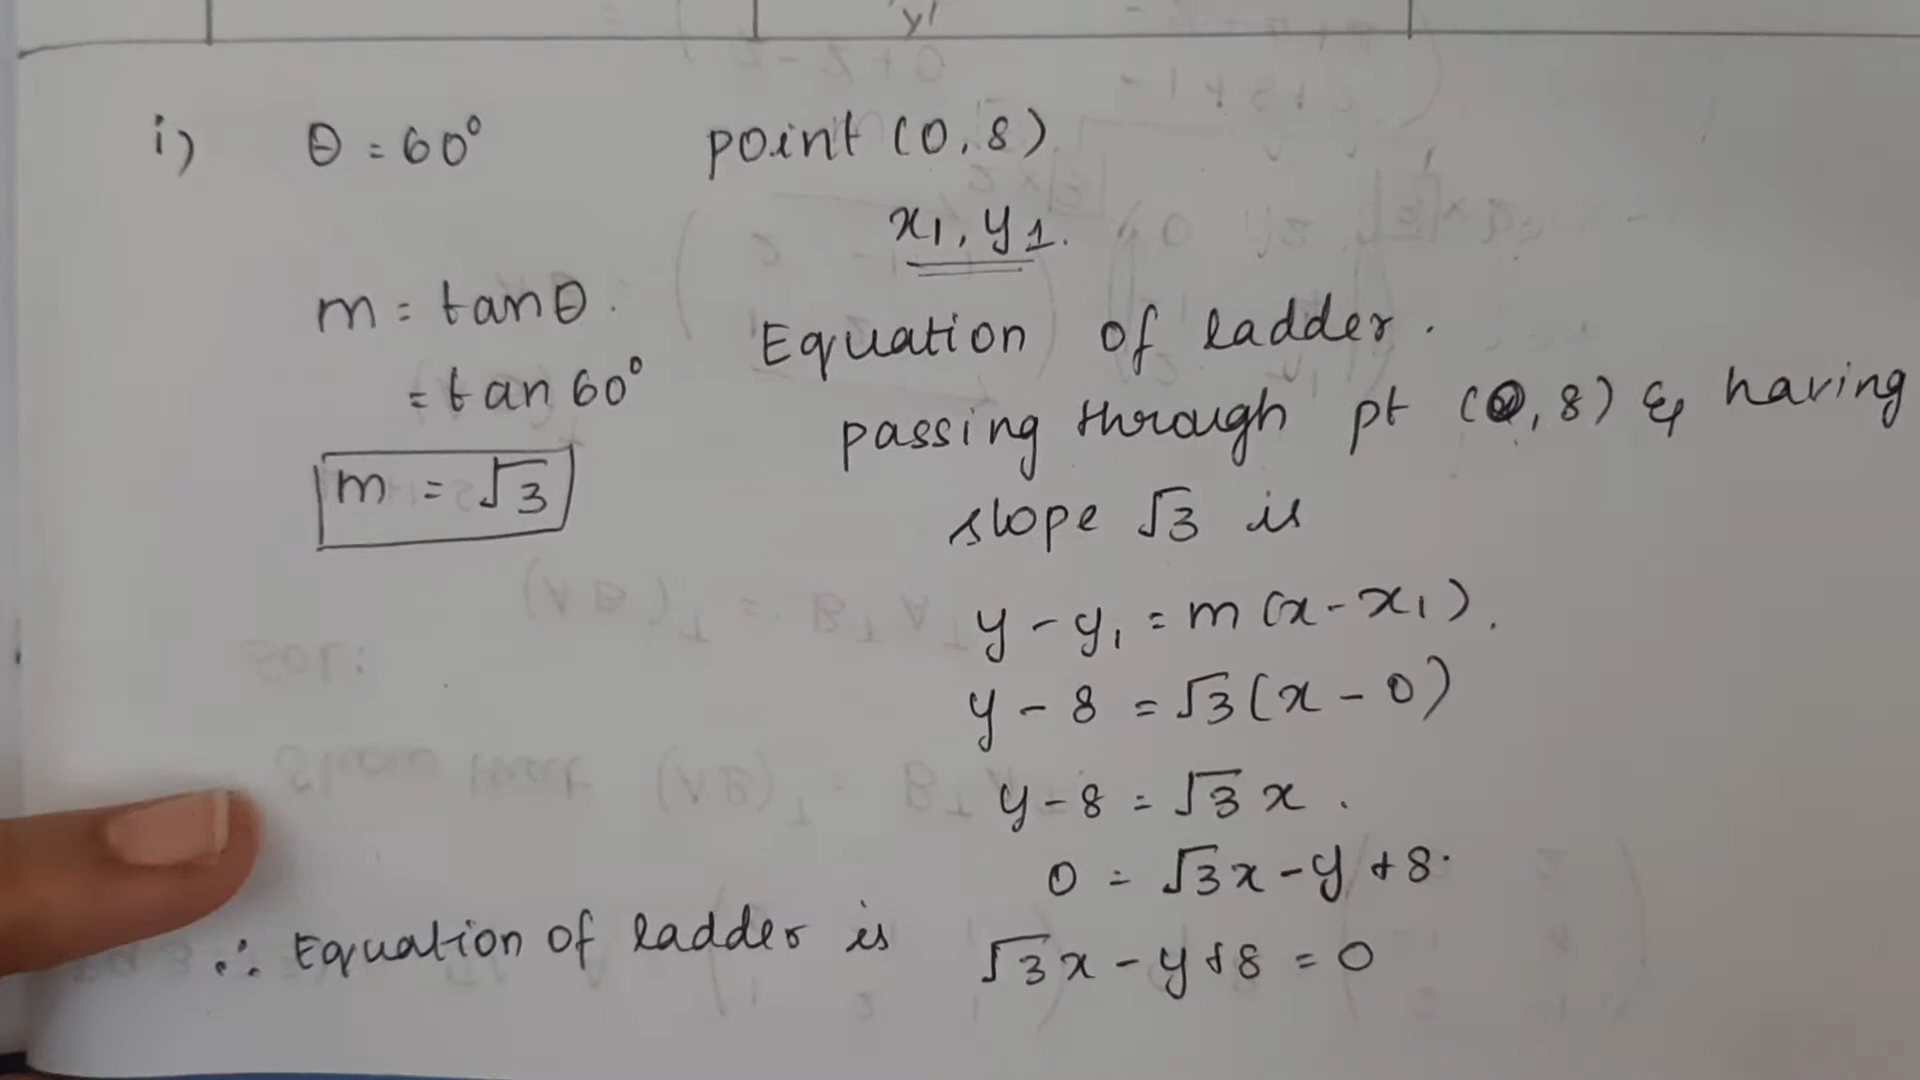 y'
i) θ = 60° point (0, 8)
x1, y1.
m = tanθ.
= tan 60°
m = √3
Equation of ladder.
passing through pt (0, 8) & having
slope √3 is
y - y1 = m (x - x1).
y - 8 = √3 (x - 0)
y - 8 = √3 x.
0 = √3x - y + 8.
∴ Equation of ladder is √3x - y + 8 = 0